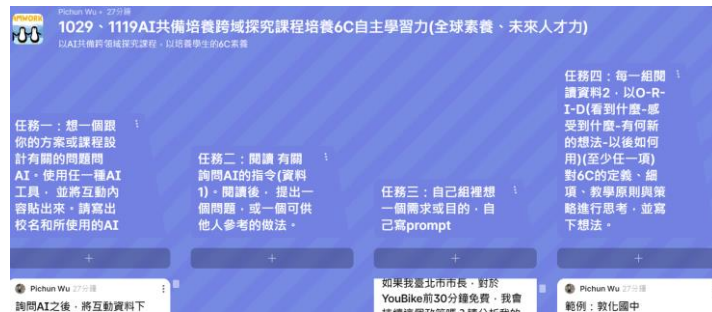 Pichun Wu · 27分鐘
1029、1119AI共備培養跨域探究課程培養6C自主學習力(全球素養、未來人才力)
以AI共備跨領域探究課程，以培養學生的6C素養
任務一：想一個跟
你的方案或課程設
計有關的問題問
AI。使用任一種AI
工具， 並將互動內
容貼出來。請寫出
校名和所使用的AI
任務二：閱讀 有關
詢問AI的指令(資料
1)。閱讀後， 提出一
個問題，或一個可供
他人參考的做法。
任務三：自己組裡想
一個需求或目的，自
己寫prompt
任務四：每一組閱
讀資料2，以O-R-
I-D(看到什麼-感
受到什麼-有何新
的想法-以後如何
用)(至少任一項)
對6C的定義、細
項、教學原則與策
略進行思考，並寫
下想法。
Pichun Wu 27分鐘
詢問AI之後，將互動資料下
如果我臺北市市長，對於
YouBike前30分鐘免費，我會
Pichun Wu 27分鐘
範例：敦化國中